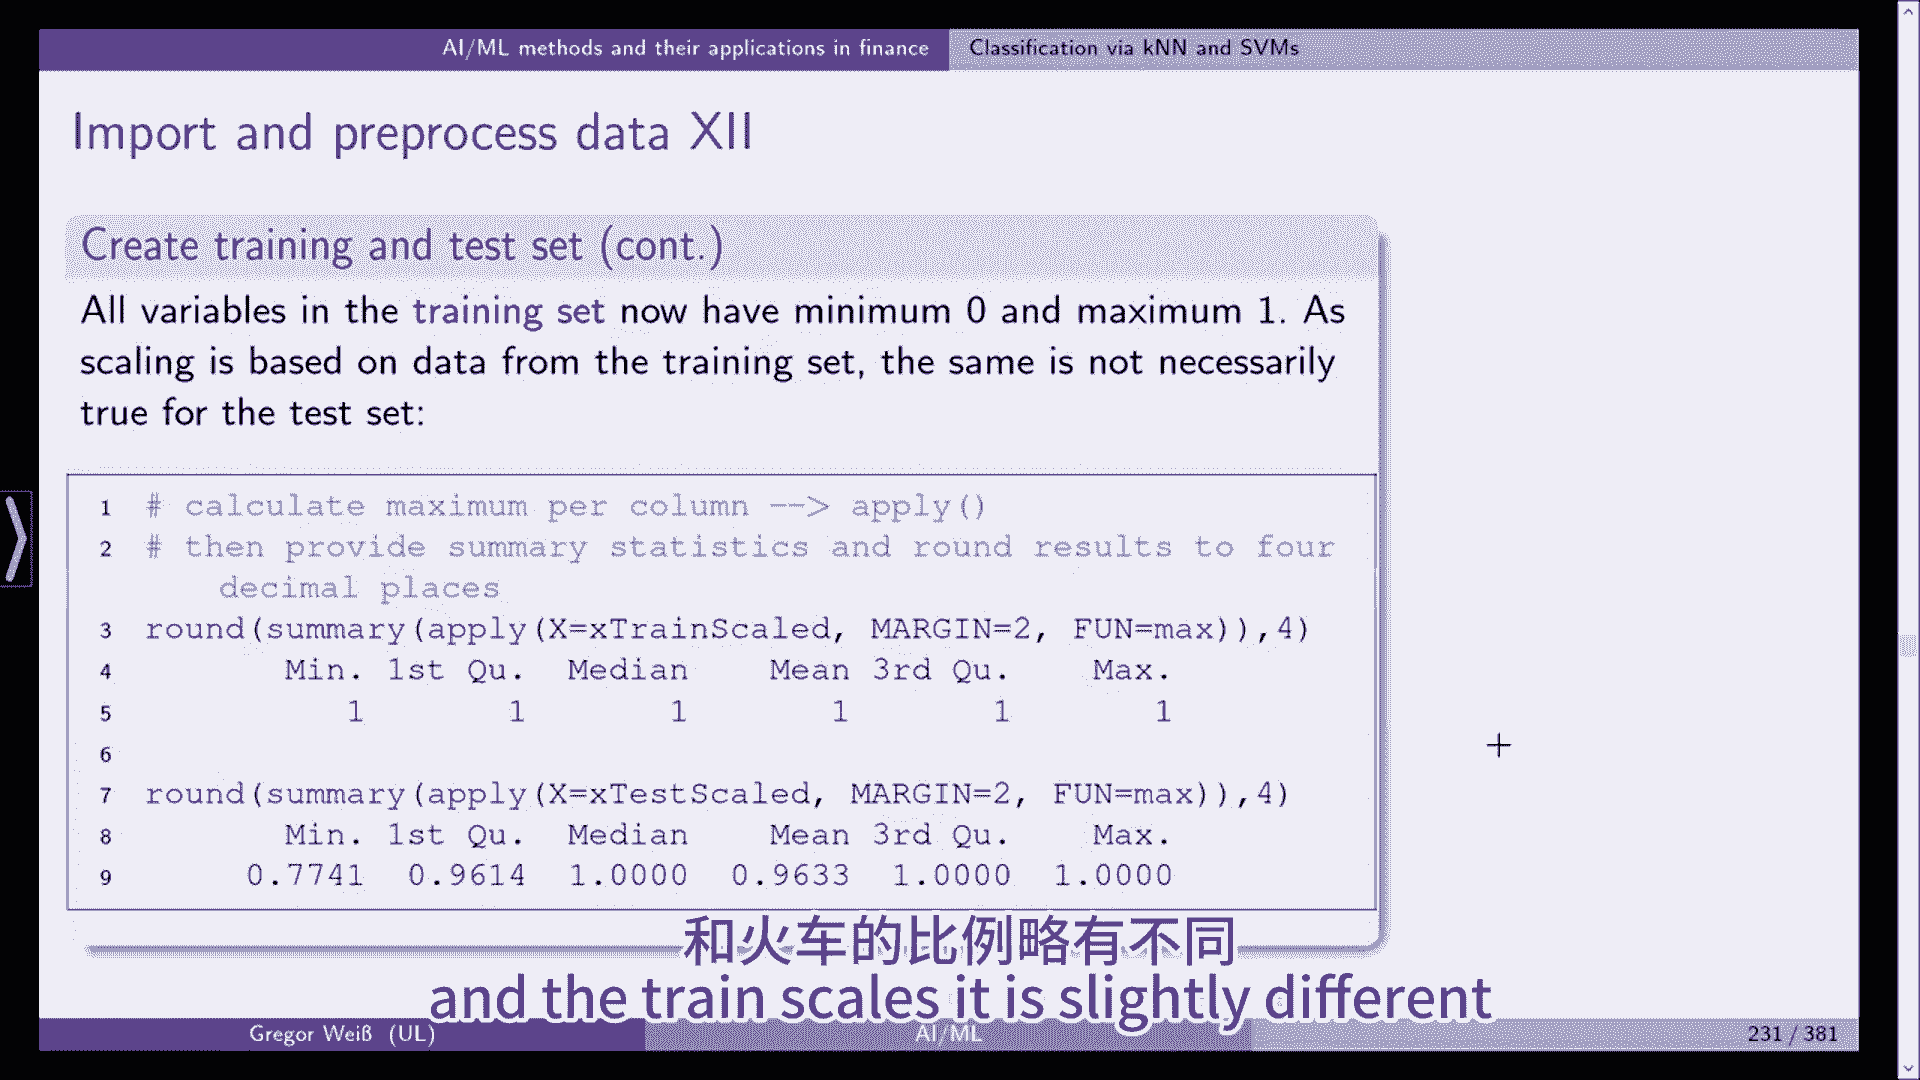 AI/ML methods and their applications in finance
Classification via kNN and SVMs
Import and preprocess data XII
Create training and test set (cont.)
All variables in the training set now have minimum 0 and maximum 1. As
scaling is based on data from the training set, the same is not necessarily
true for the test set:
1 # calculate maximum per column --> apply()
2 # then provide summary statistics and round results to four
decimal places
3 round(summary(apply(X=xTrainScaled, MARGIN=2, FUN=max)),4)
4 Min. 1st Qu. Median Mean 3rd Qu. Max.
5 1 1 1 1 1 1
6
7 round(summary(apply(X=xTestScaled, MARGIN=2, FUN=max)),4)
8 Min. 1st Qu. Median Mean 3rd Qu. Max.
9 0.7741 0.9614 1.0000 0.9633 1.0000 1.0000
和火车的比例略有不同
and the train scales it is slightly different
Gregor Weiß (UL)
AI/ML
231 / 381